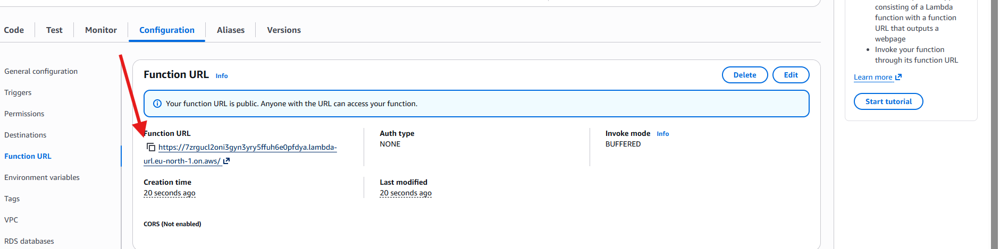 consisting of a Lambda
function with a function
URL that outputs a
webpage
Invoke your function
through its function URL
Learn more
Start tutorial
Code
Test
Monitor
Configuration
Aliases
Versions
General configuration
Triggers
Permissions
Destinations
Function URL
Environment variables
Tags
VPC
RDS databases
Function URL Info
Delete
Edit
Your function URL is public. Anyone with the URL can access your function.
Function URL
https://7zrgucl2oni3gyn3yry5ffuh6e0pfdya.lambda-
url.eu-north-1.on.aws/
Auth type
NONE
Invoke mode Info
BUFFERED
Creation time
20 seconds ago
Last modified
20 seconds ago
CORS (Not enabled)